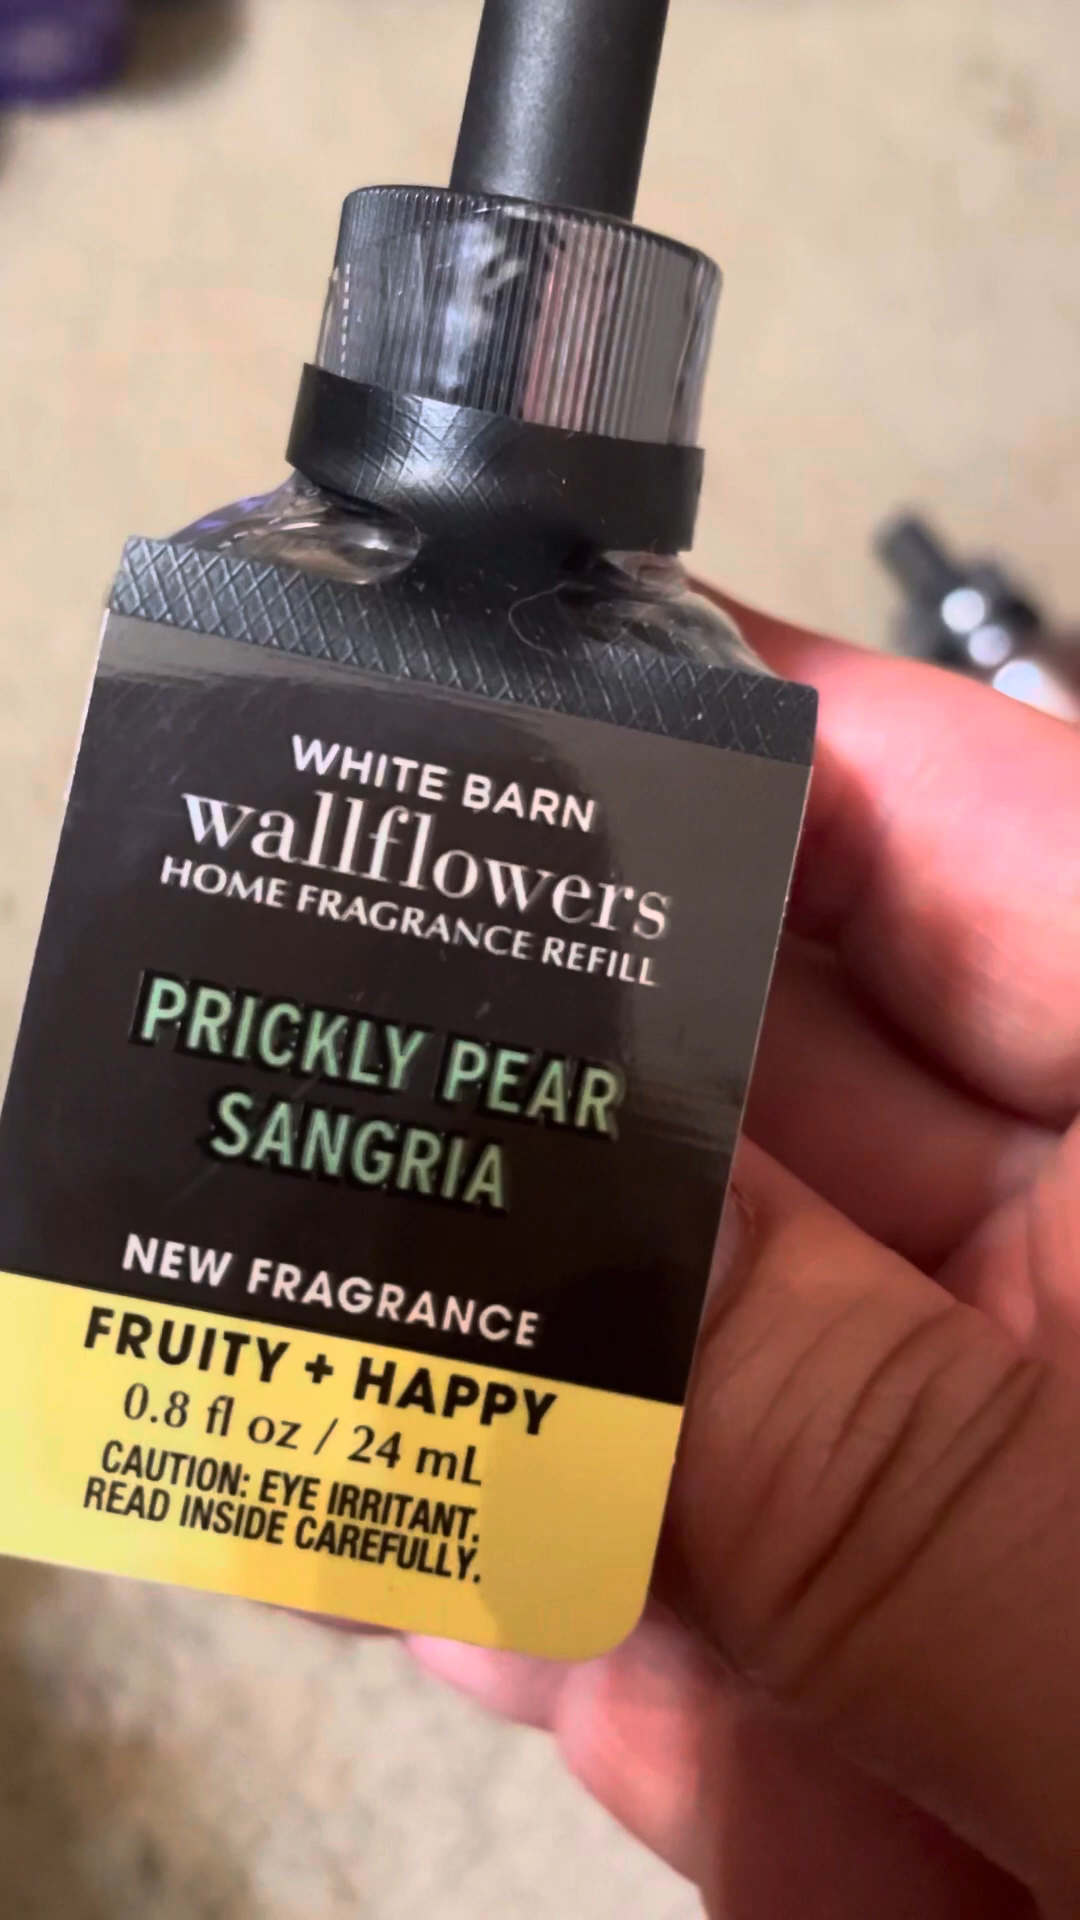 WHITE BARN
wallflowers
HOME FRAGRANCE REFILL
PRICKLY PEAR
SANGRIA
NEW FRAGRANCE
FRUITY + HAPPY
0.8 fl oz / 24 mL
CAUTION: EYE IRRITANT.
READ INSIDE CAREFULLY.